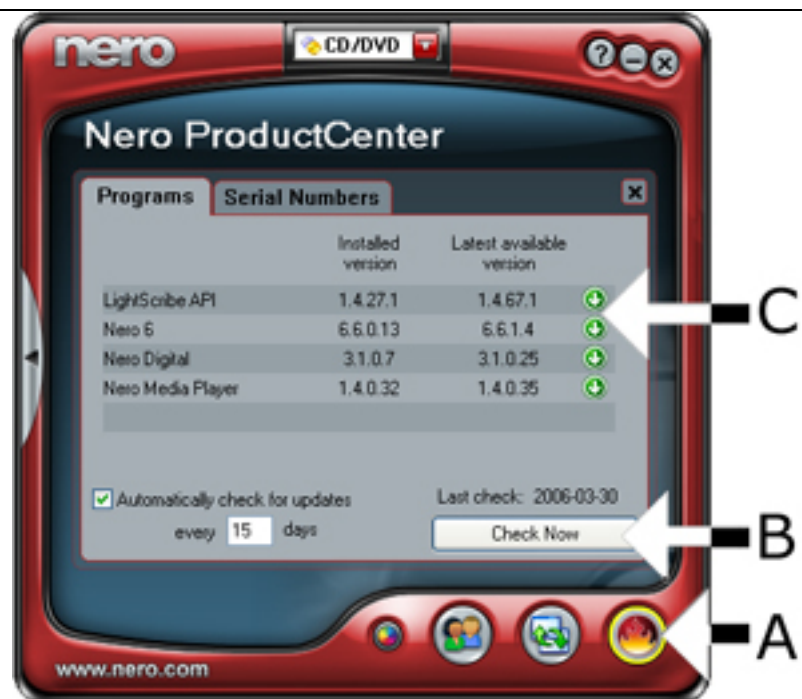 nero
CD/DVD
?
Nero ProductCenter
Programs Serial Numbers
Installed version Latest available version
LightScribe API 1.4.27.1 1.4.67.1
Nero 6 6.6.0.13 6.6.1.4
Nero Digital 3.1.0.7 3.1.0.25
Nero Media Player 1.4.0.32 1.4.0.35
C
Automatically check for updates Last check: 2006-03-30
every 15 days Check Now
B
A
www.nero.com